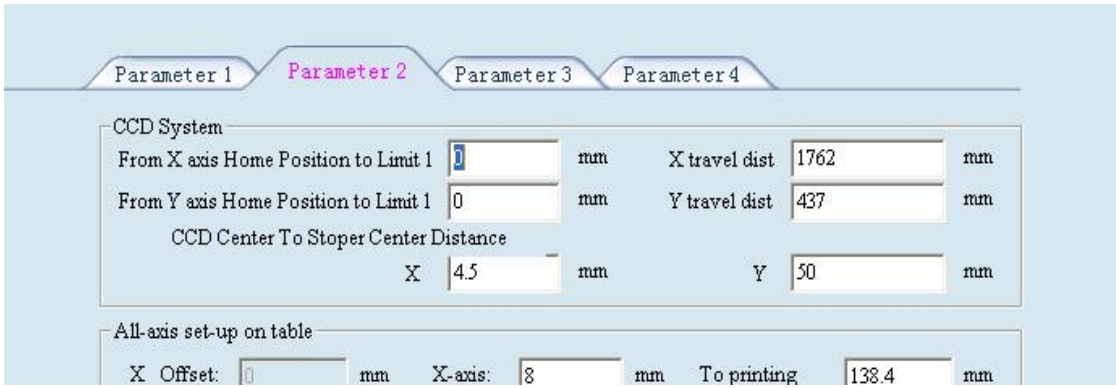 Parameter 1 Parameter 2 Parameter 3 Parameter 4
CCD System
From X axis Home Position to Limit 1 0 mm X travel dist 1762 mm
From Y axis Home Position to Limit 1 0 mm Y travel dist 437 mm
CCD Center To Stoper Center Distance
X 4.5 mm Y 50 mm
All-axis set-up on table
X Offset: 0 mm X-axis: 8 mm To printing 138.4 mm